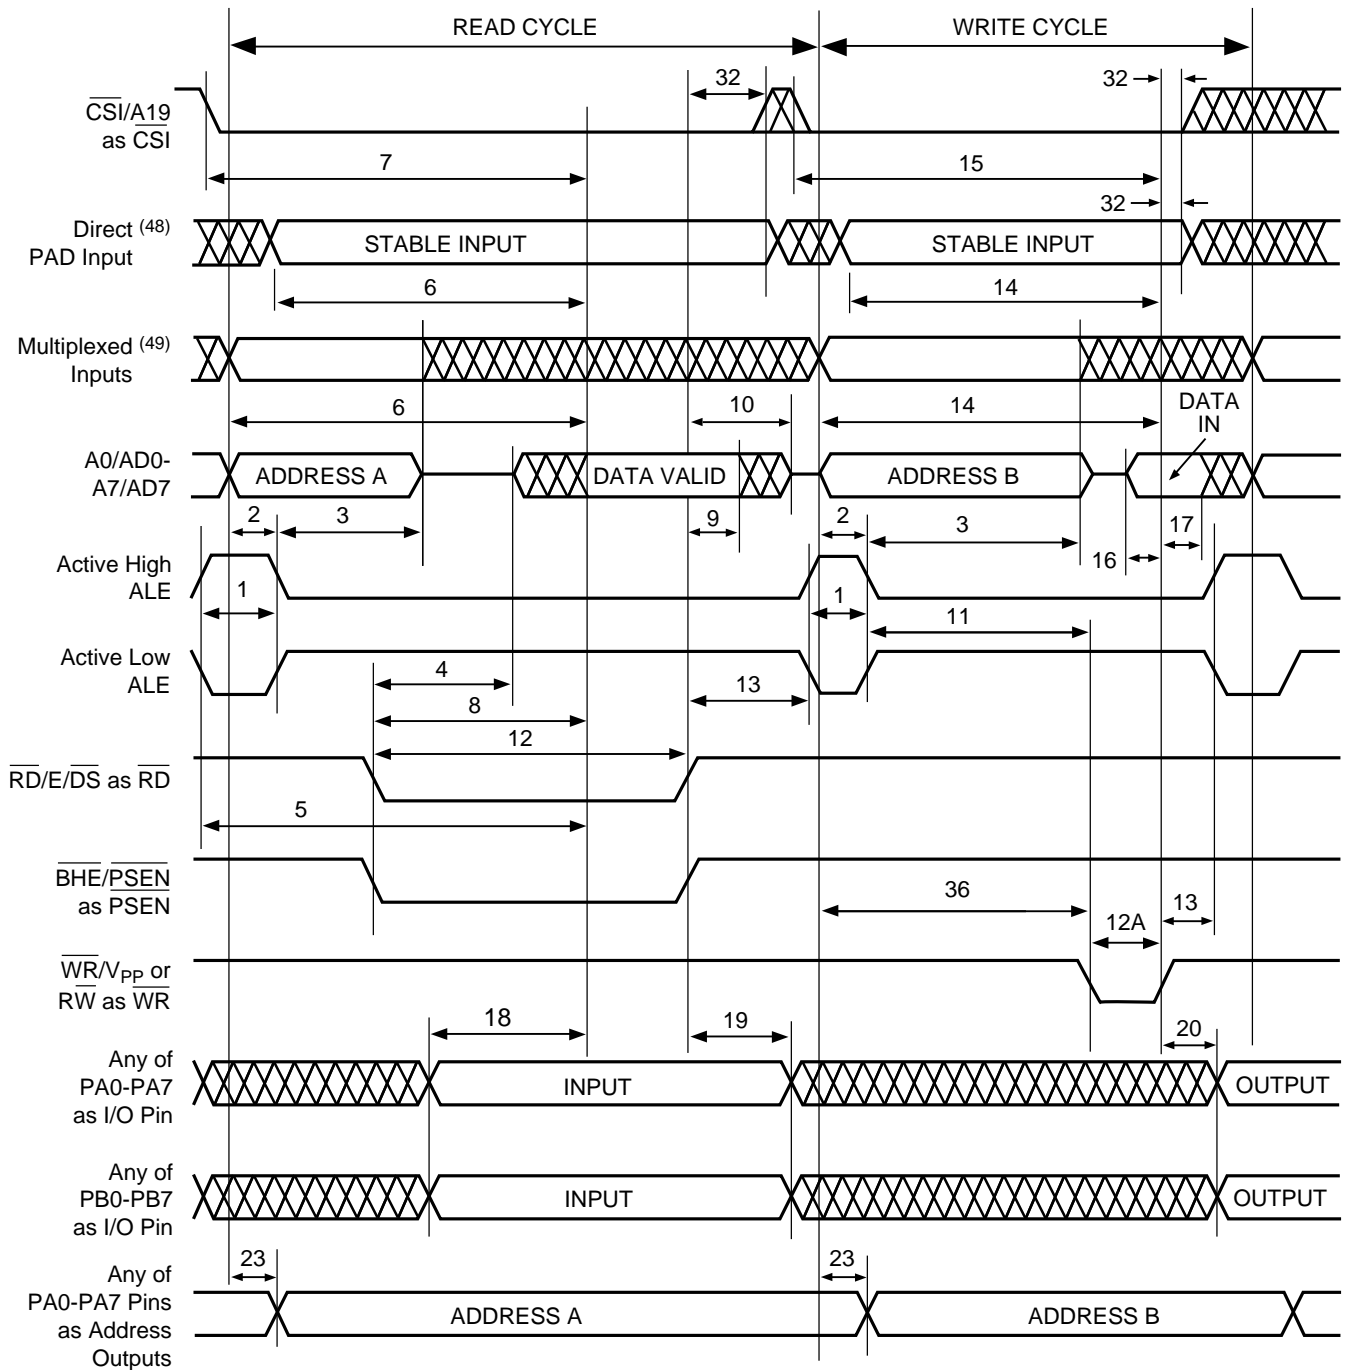 READ CYCLE
WRITE CYCLE
32
32
CSI/A19
as CSI
7
15
32
Direct (48)
PAD Input
STABLE INPUT
STABLE INPUT
6
14
Multiplexed (49)
Inputs
6
10
14
DATA
IN
A0/AD0-
A7/AD7
ADDRESS A
DATA VALID
ADDRESS B
2
3
9
2
3
17
16
Active High
ALE
1
1
11
Active Low
ALE
4
13
8
12
RD/E/DS as RD
5
BHE/PSEN
as PSEN
36
12A
13
WR/VPP or
RW as WR
18
19
20
Any of
PA0-PA7
as I/O Pin
INPUT
OUTPUT
Any of
PB0-PB7
as I/O Pin
INPUT
OUTPUT
23
23
Any of
PA0-PA7 Pins
as Address
Outputs
ADDRESS A
ADDRESS B